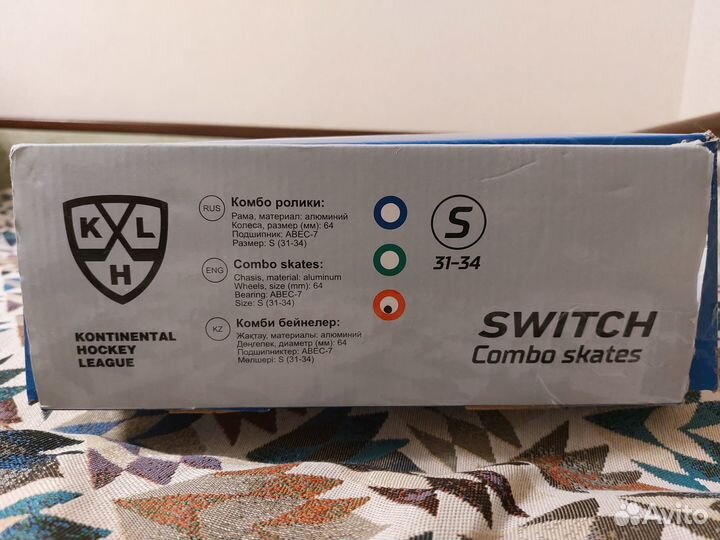 K H L
KONTINENTAL
HOCKEY
LEAGUE
RUS
Комбо ролики:
Рама, материал: алюминий
Колеса, размер (мм): 64
Подшипник: ABEC-7
Размер: S (31-34)
ENG
Combo skates:
Chasis, material: aluminum
Wheels, size (mm): 64
Bearing: ABEC-7
Size: S (31-34)
KZ
Комби бейнелер:
Жақтау, материалы: алюминий
Дөңгелек, диаметр (мм): 64
Подшипниктер: ABEC-7
Мөлшері: S (31-34)
S
31-34
SWITCH
Combo skates
Avito